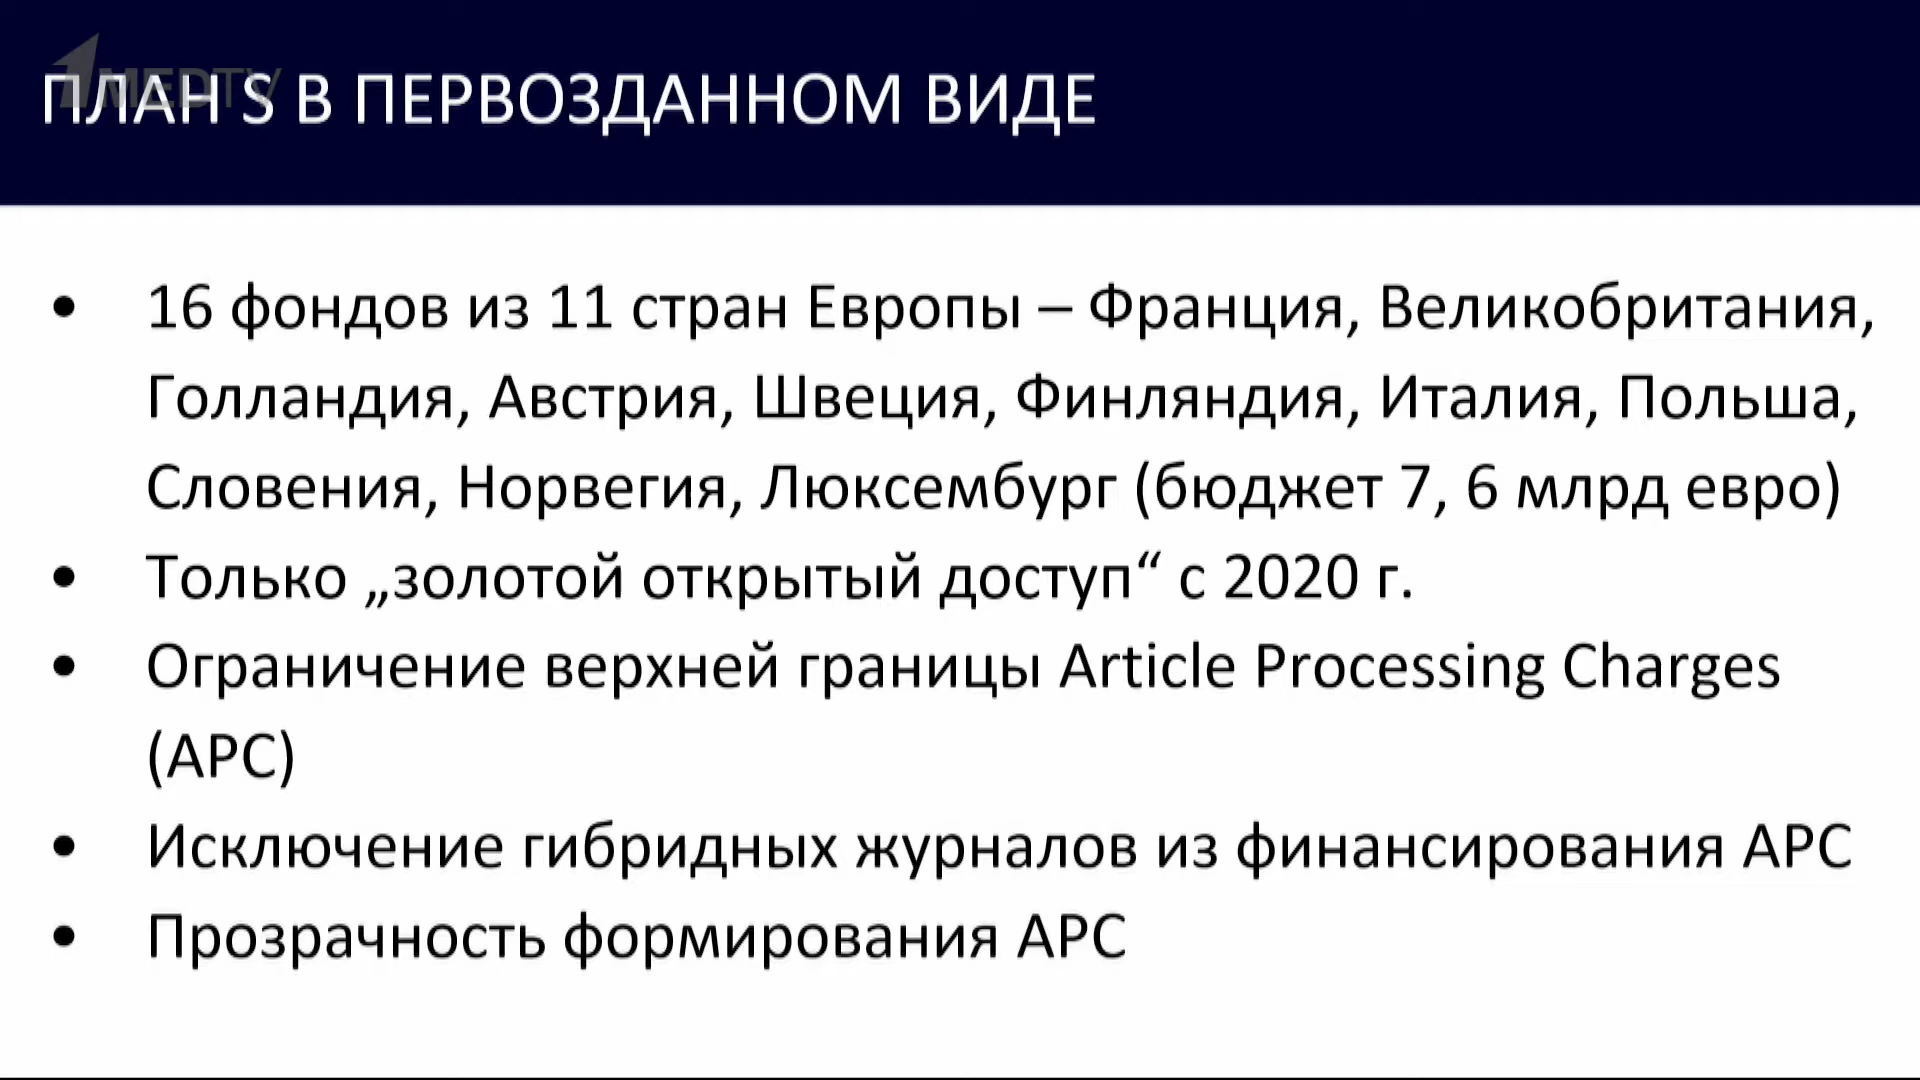 1MEDTV
ПЛАН S В ПЕРВОЗДАННОМ ВИДЕ
• 16 фондов из 11 стран Европы – Франция, Великобритания,
Голландия, Австрия, Швеция, Финляндия, Италия, Польша,
Словения, Норвегия, Люксембург (бюджет 7, 6 млрд евро)
• Только „золотой открытый доступ“ с 2020 г.
• Ограничение верхней границы Article Processing Charges
(APC)
• Исключение гибридных журналов из финансирования APC
• Прозрачность формирования APC